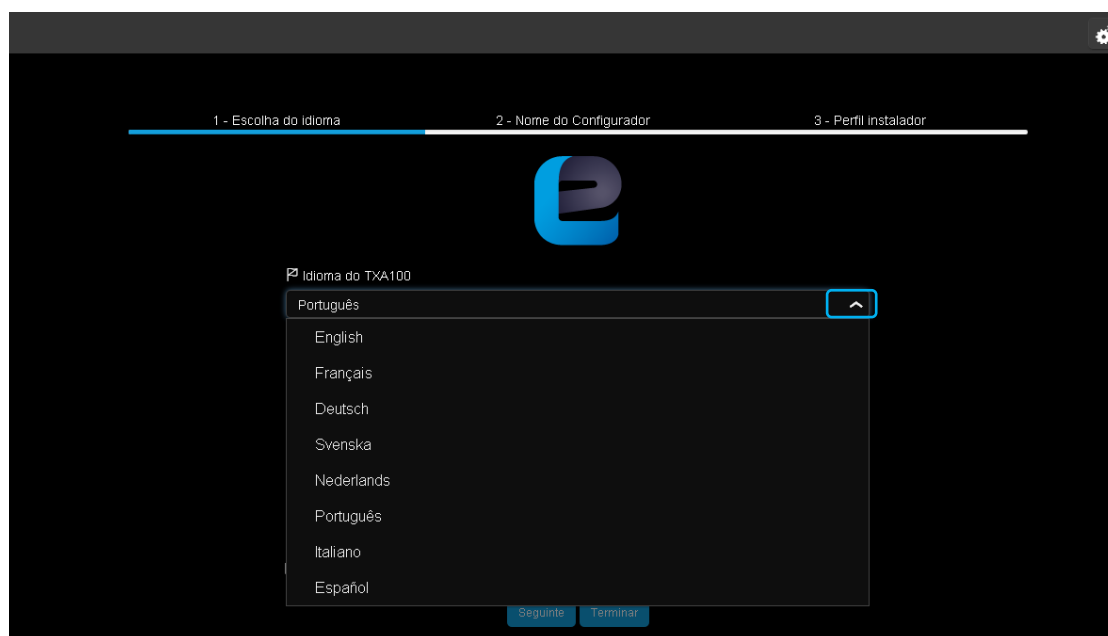 1 - Escolha do idioma 2 - Nome do Configurador 3 - Perfil instalador
Idioma do TXA100
Português
English
Français
Deutsch
Svenska
Nederlands
Português
Italiano
Español
Seguinte Terminar